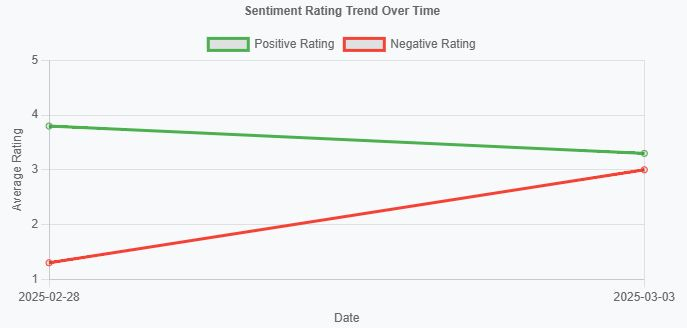 Sentiment Rating Trend Over Time
Positive Rating Negative Rating
5
4
3
2
1
Average Rating
2025-02-28 2025-03-03
Date